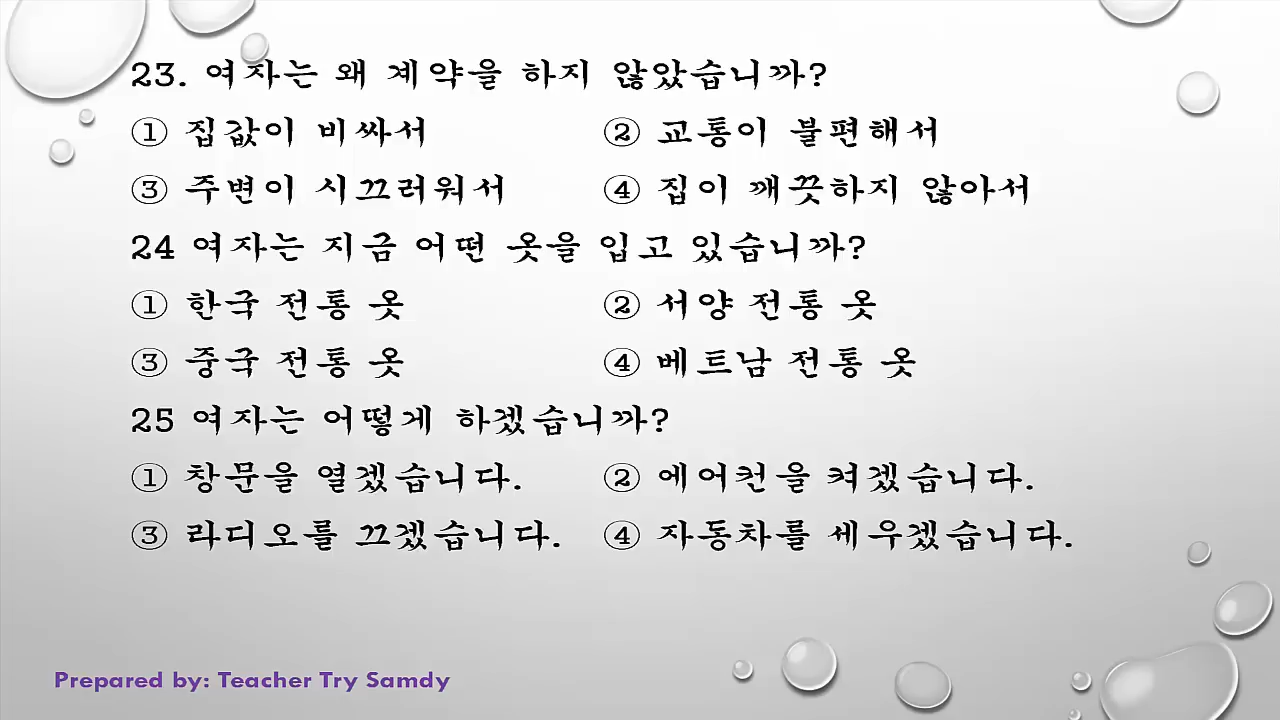 23. 여자는 왜 계약을 하지 않았습니까?
① 집값이 비싸서 ② 교통이 불편해서
③ 주변이 시끄러워서 ④ 집이 깨끗하지 않아서
24 여자는 지금 어떤 옷을 입고 있습니까?
① 한국 전통 옷 ② 서양 전통 옷
③ 중국 전통 옷 ④ 베트남 전통 옷
25 여자는 어떻게 하겠습니까?
① 창문을 열겠습니다. ② 에어컨을 켜겠습니다.
③ 라디오를 끄겠습니다. ④ 자동차를 세우겠습니다.
Prepared by: Teacher Try Samdy